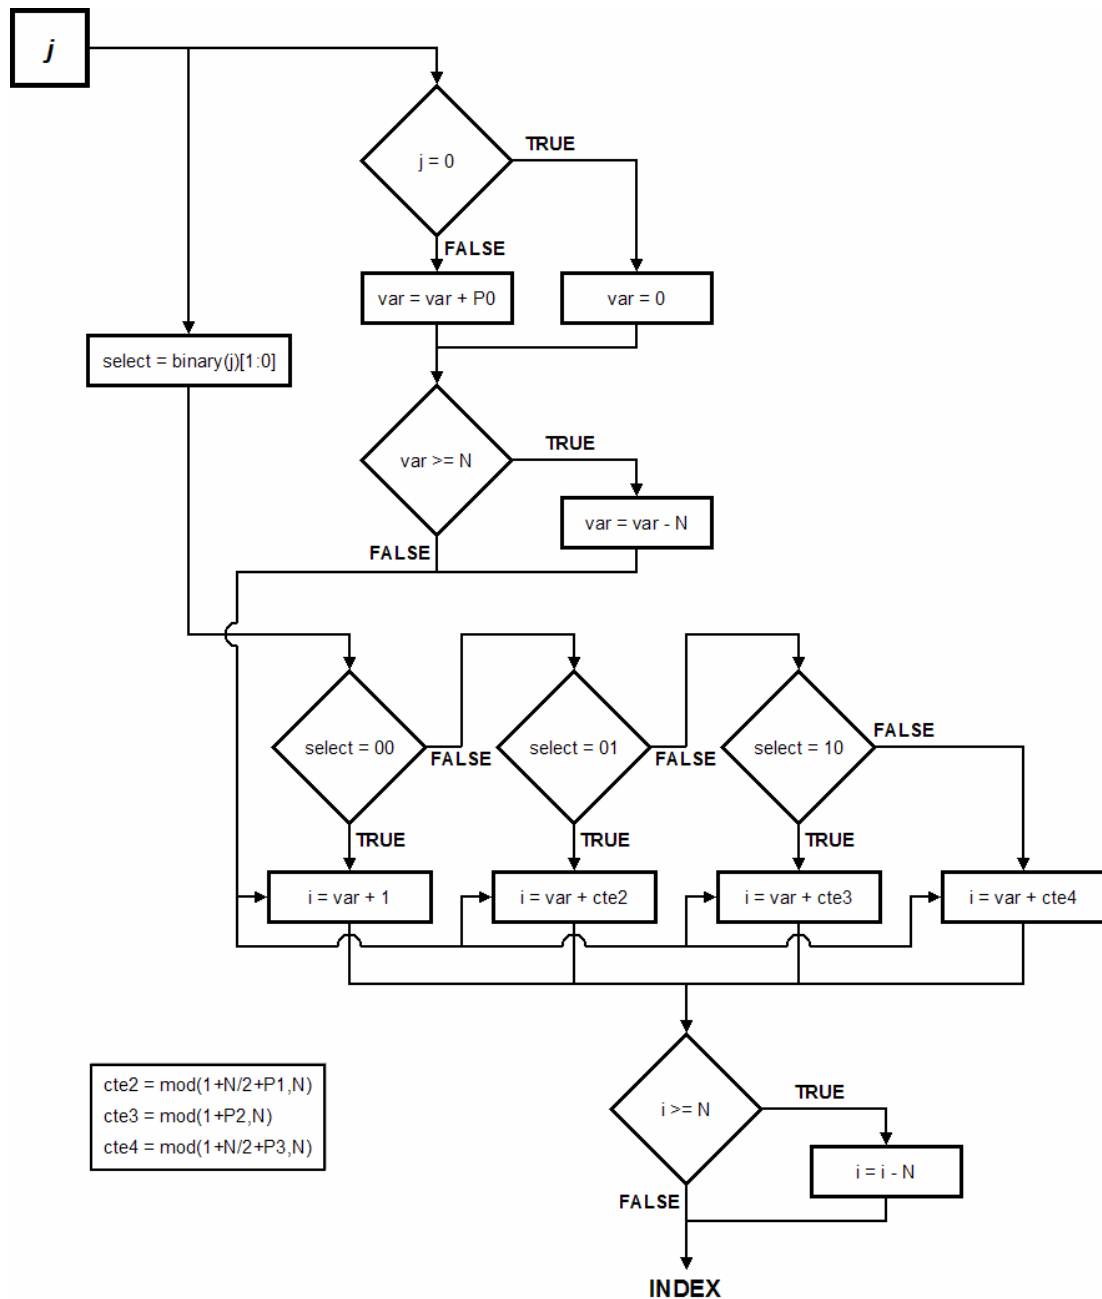 j
j = 0
TRUE
FALSE
var = var + P0
var = 0
select = binary(j)[1:0]
var >= N
TRUE
var = var - N
FALSE
select = 00
FALSE
select = 01
FALSE
select = 10
FALSE
TRUE
TRUE
TRUE
i = var + 1
i = var + cte2
i = var + cte3
i = var + cte4
cte2 = mod(1+N/2+P1,N)
cte3 = mod(1+P2,N)
cte4 = mod(1+N/2+P3,N)
i >= N
TRUE
i = i - N
FALSE
INDEX